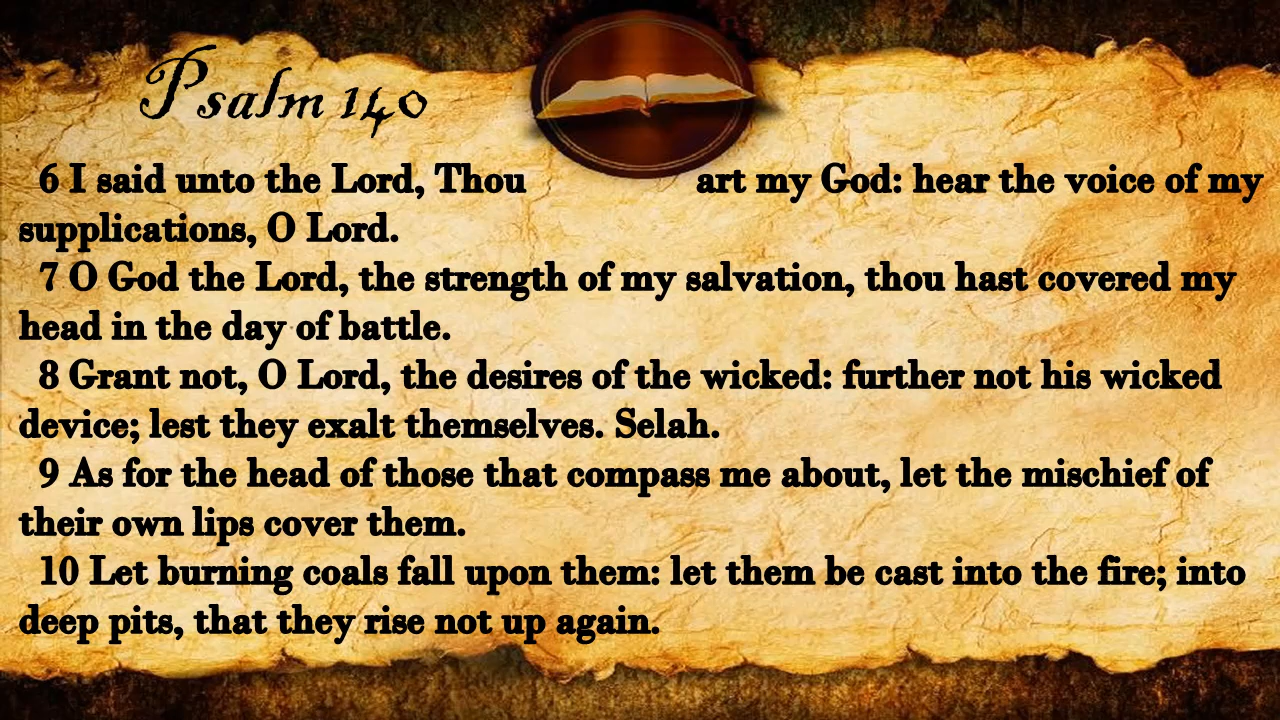 Psalm 140
6 I said unto the Lord, Thou art my God: hear the voice of my
supplications, O Lord.
7 O God the Lord, the strength of my salvation, thou hast covered my
head in the day of battle.
8 Grant not, O Lord, the desires of the wicked: further not his wicked
device; lest they exalt themselves. Selah.
9 As for the head of those that compass me about, let the mischief of
their own lips cover them.
10 Let burning coals fall upon them: let them be cast into the fire; into
deep pits, that they rise not up again.